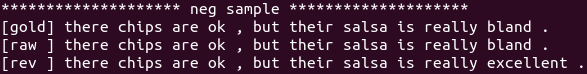 ******************** neg sample ********************
[gold] there chips are ok , but their salsa is really bland .
[raw ] there chips are ok , but their salsa is really bland .
[rev ] there chips are ok , but their salsa is really excellent .